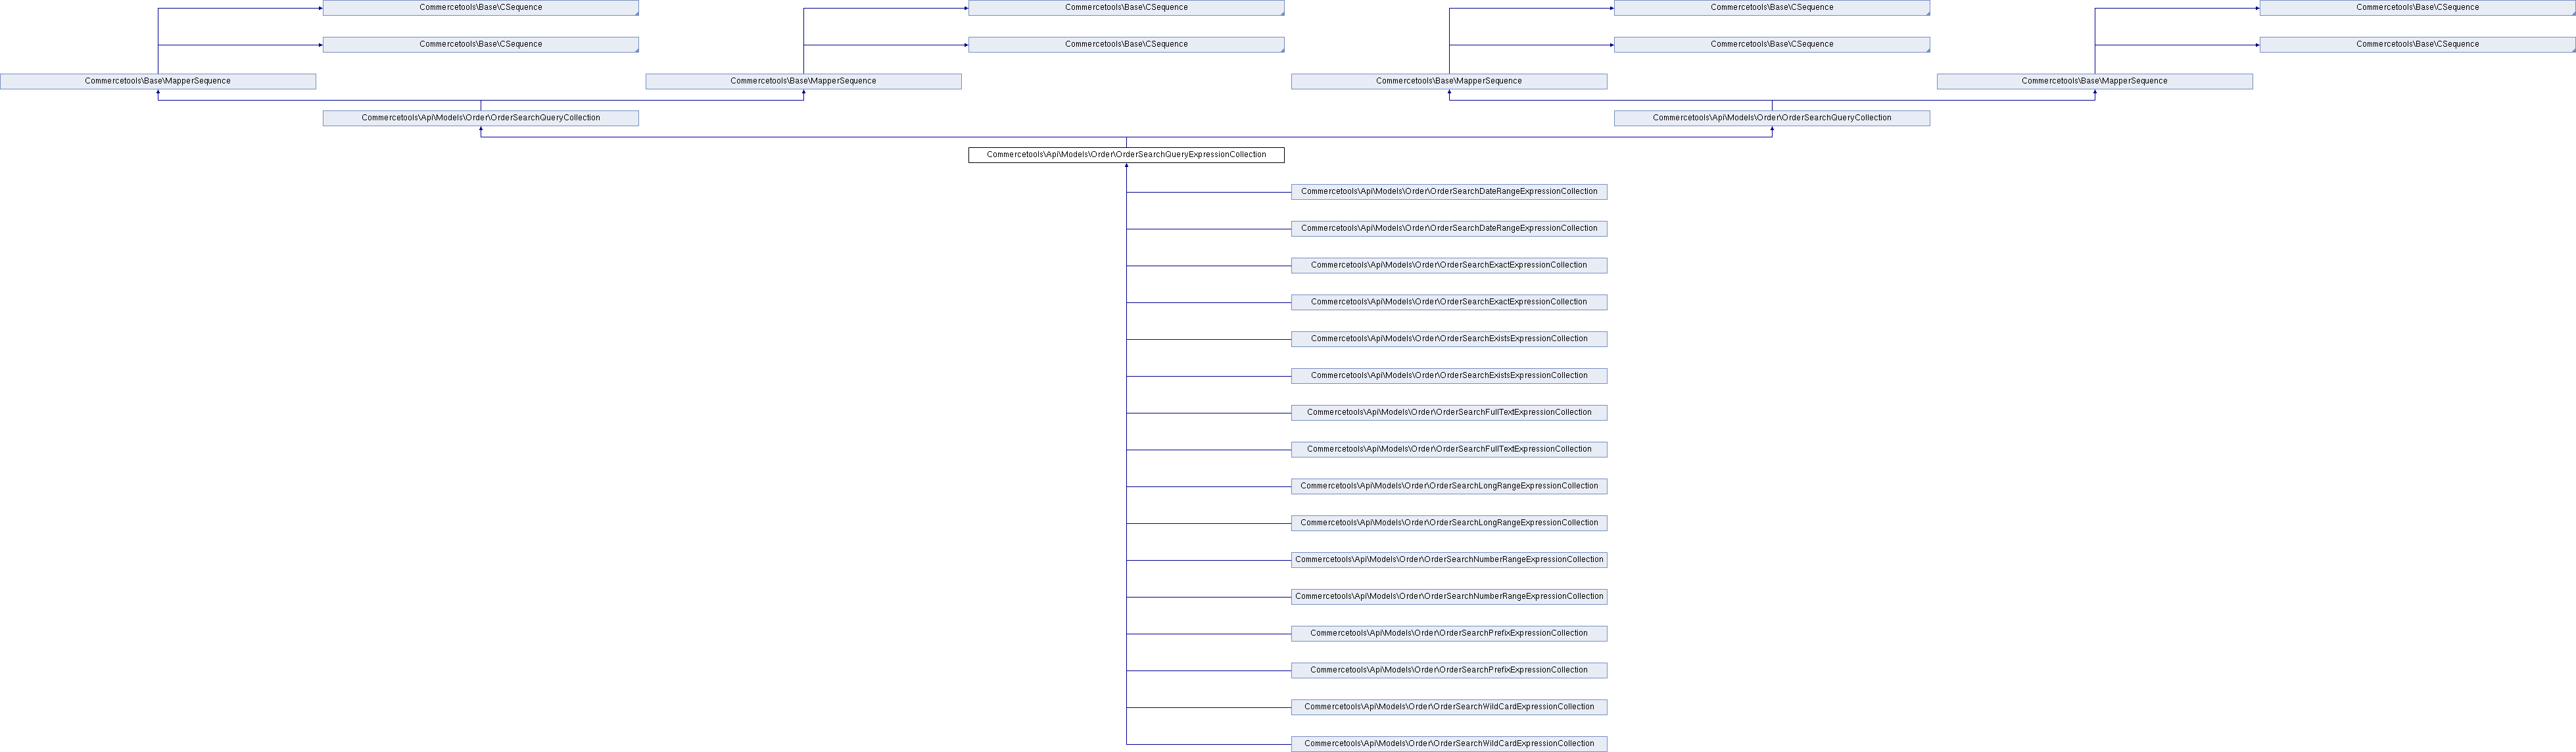 Commercetools\Base\CSequence
Commercetools\Base\CSequence
Commercetools\Base\CSequence
Commercetools\Base\CSequence
Commercetools\Base\CSequence
Commercetools\Base\CSequence
Commercetools\Base\CSequence
Commercetools\Base\CSequence
Commercetools\Base\MapperSequence
Commercetools\Base\MapperSequence
Commercetools\Base\MapperSequence
Commercetools\Base\MapperSequence
Commercetools\Api\Models\Order\OrderSearchQueryCollection
Commercetools\Api\Models\Order\OrderSearchQueryCollection
Commercetools\Api\Models\Order\OrderSearchQueryExpressionCollection
Commercetools\Api\Models\Order\OrderSearchDateRangeExpressionCollection
Commercetools\Api\Models\Order\OrderSearchDateRangeExpressionCollection
Commercetools\Api\Models\Order\OrderSearchExactExpressionCollection
Commercetools\Api\Models\Order\OrderSearchExactExpressionCollection
Commercetools\Api\Models\Order\OrderSearchExistsExpressionCollection
Commercetools\Api\Models\Order\OrderSearchExistsExpressionCollection
Commercetools\Api\Models\Order\OrderSearchFullTextExpressionCollection
Commercetools\Api\Models\Order\OrderSearchFullTextExpressionCollection
Commercetools\Api\Models\Order\OrderSearchLongRangeExpressionCollection
Commercetools\Api\Models\Order\OrderSearchLongRangeExpressionCollection
Commercetools\Api\Models\Order\OrderSearchNumberRangeExpressionCollection
Commercetools\Api\Models\Order\OrderSearchNumberRangeExpressionCollection
Commercetools\Api\Models\Order\OrderSearchPrefixExpressionCollection
Commercetools\Api\Models\Order\OrderSearchPrefixExpressionCollection
Commercetools\Api\Models\Order\OrderSearchWildCardExpressionCollection
Commercetools\Api\Models\Order\OrderSearchWildCardExpressionCollection